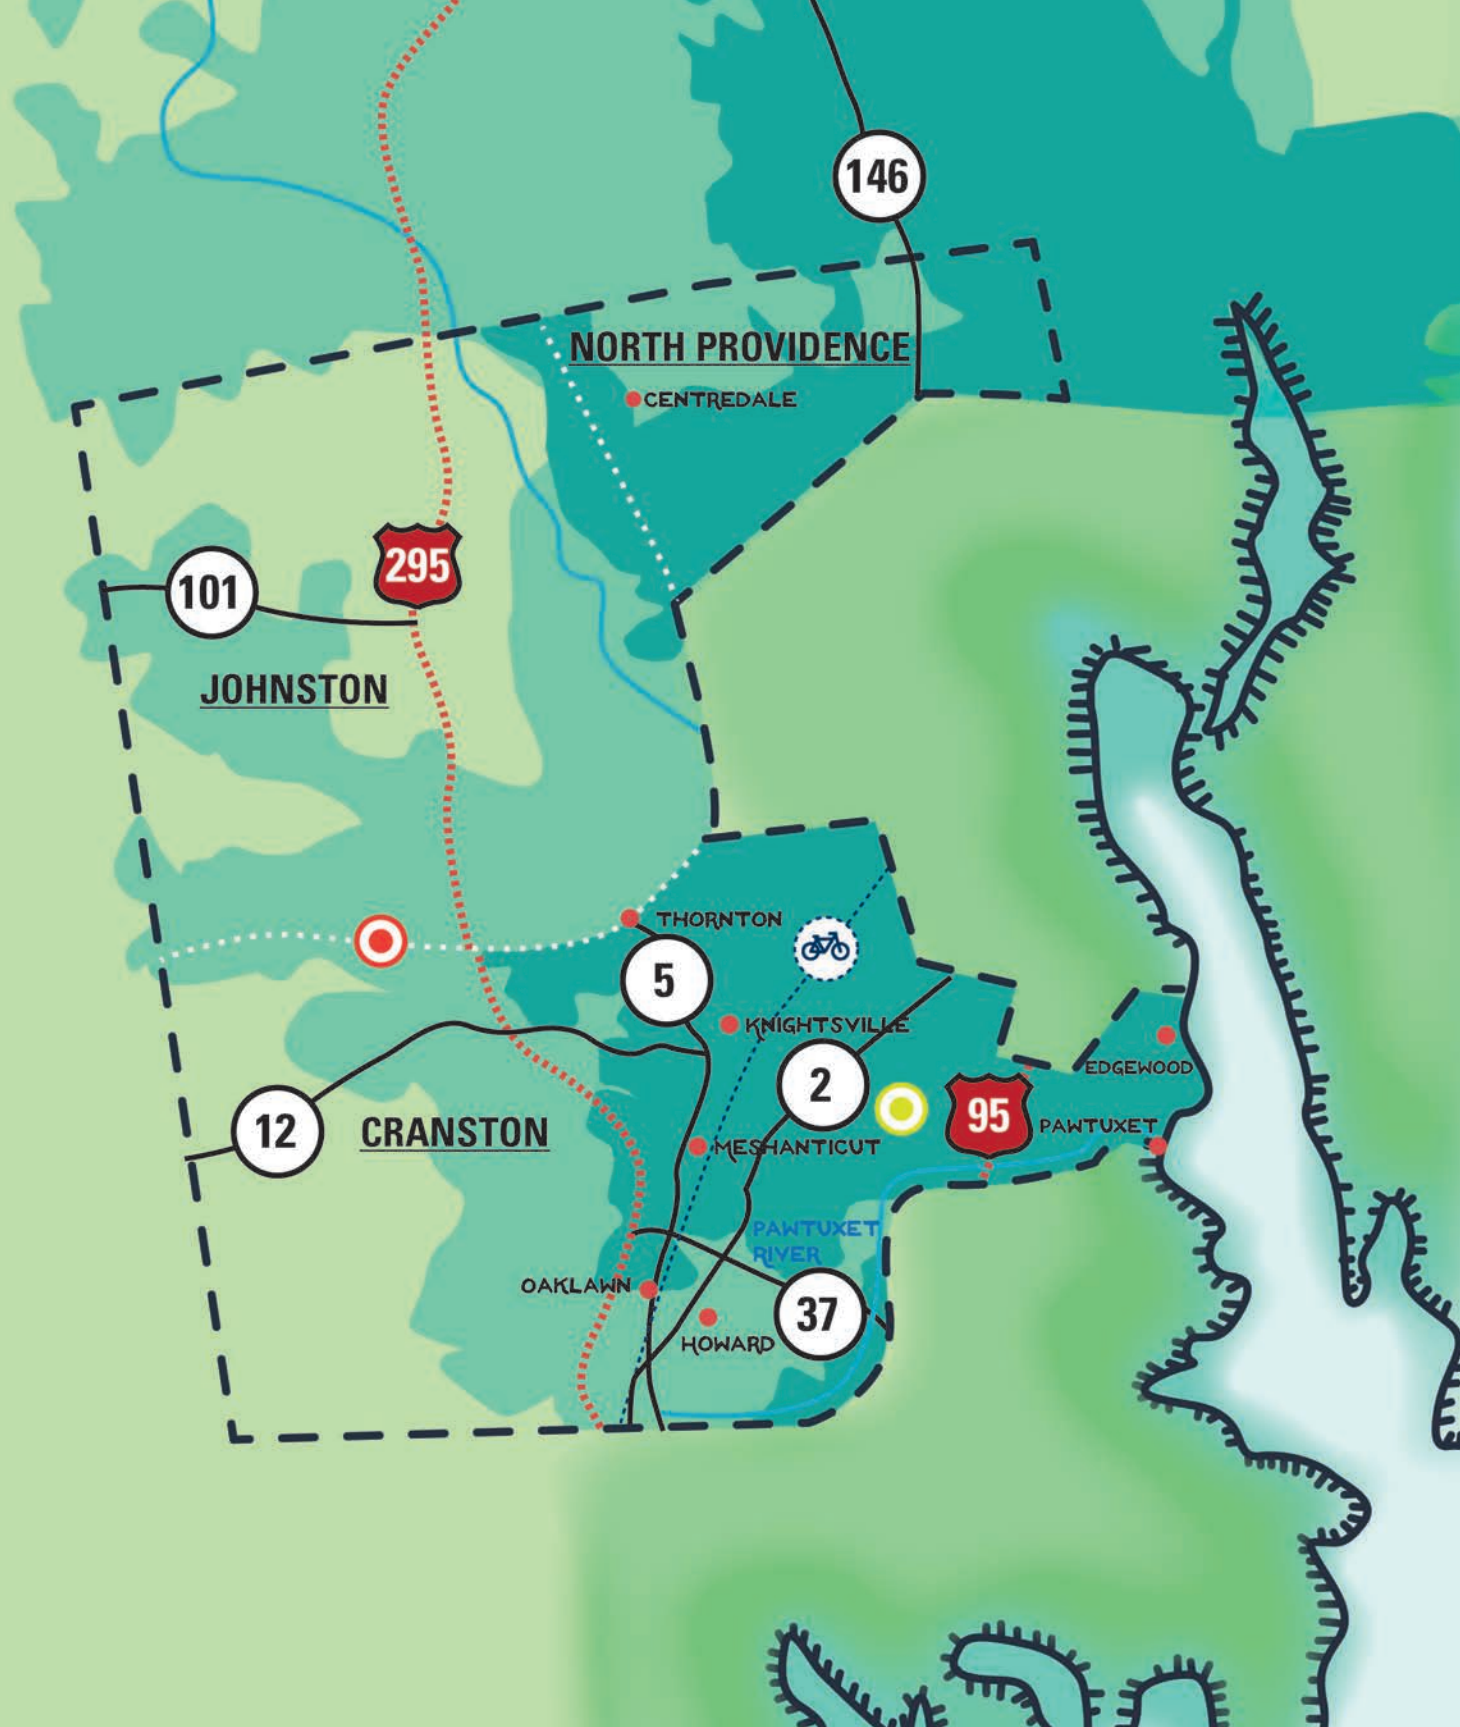 146
NORTH PROVIDENCE
CENTREDALE
295
101
JOHNSTON
THORNTON
5
KNIGHTSVILLE
2
EDGEWOOD
95
PAWTUXET
12
CRANSTON
MESHANTICUT
PAWTUXET
RIVER
OAKLAWN
37
HOWARD